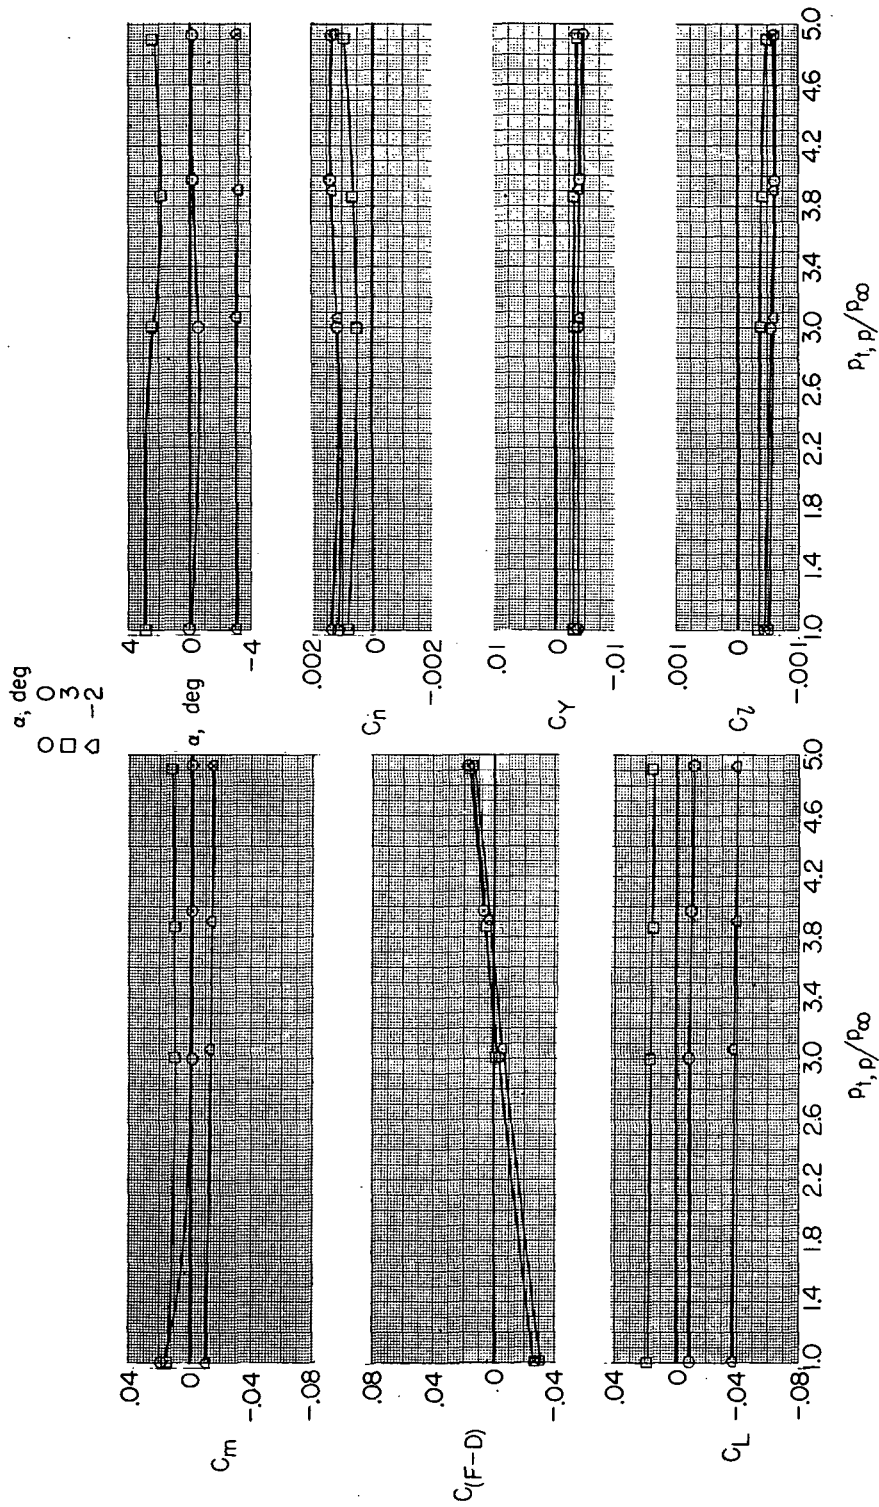 α, deg
○ 0
□ 3
△ -2
.04
0
-.04
-.08
C_m
.08
.04
0
-.04
C_(F-D)
.04
0
-.04
-.08
C_L
1.0 1.4 1.8 2.2 2.6 3.0 3.4 3.8 4.2 4.6 5.0
p_t,p/p_∞
4
0
-4
α, deg
.002
0
-.002
C_n
.01
0
-.01
C_Y
.001
0
-.001
C_l
1.0 1.4 1.8 2.2 2.6 3.0 3.4 3.8 4.2 4.6 5.0
p_t,p/p_∞